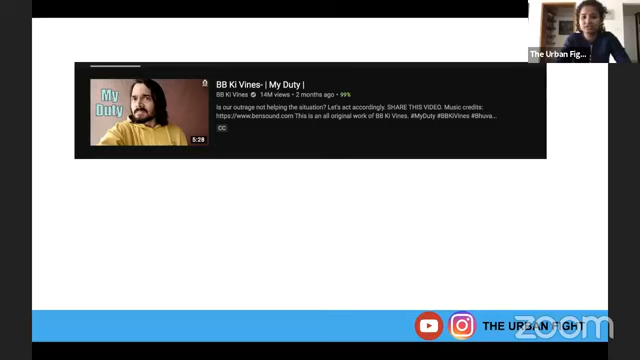 The Urban Fig...
BB Ki Vines- | My Duty |
BB Ki Vines 14M views • 2 months ago • 99%
Is our outrage not helping the situation? Let's act accordingly. SHARE THIS VIDEO. Music credits:
https://www.bensound.com This is an all original work of BB Ki Vines. #MyDuty #BBKiVines #Bhuva...
CC
My
Duty
5:28
THE URBAN FIGHT
zoom